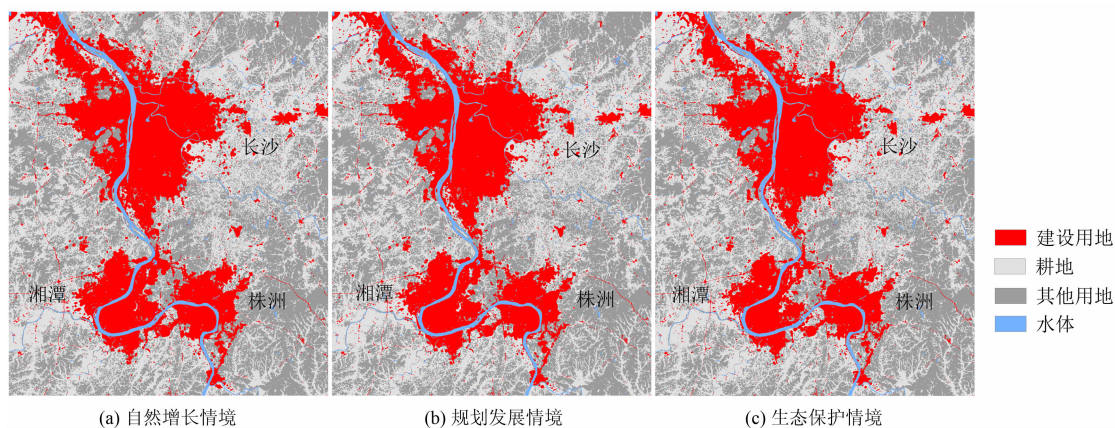 长沙
湘潭
株洲
长沙
湘潭
株洲
长沙
湘潭
株洲
建设用地
耕地
其他用地
水体
(a) 自然增长情境
(b) 规划发展情境
(c) 生态保护情境